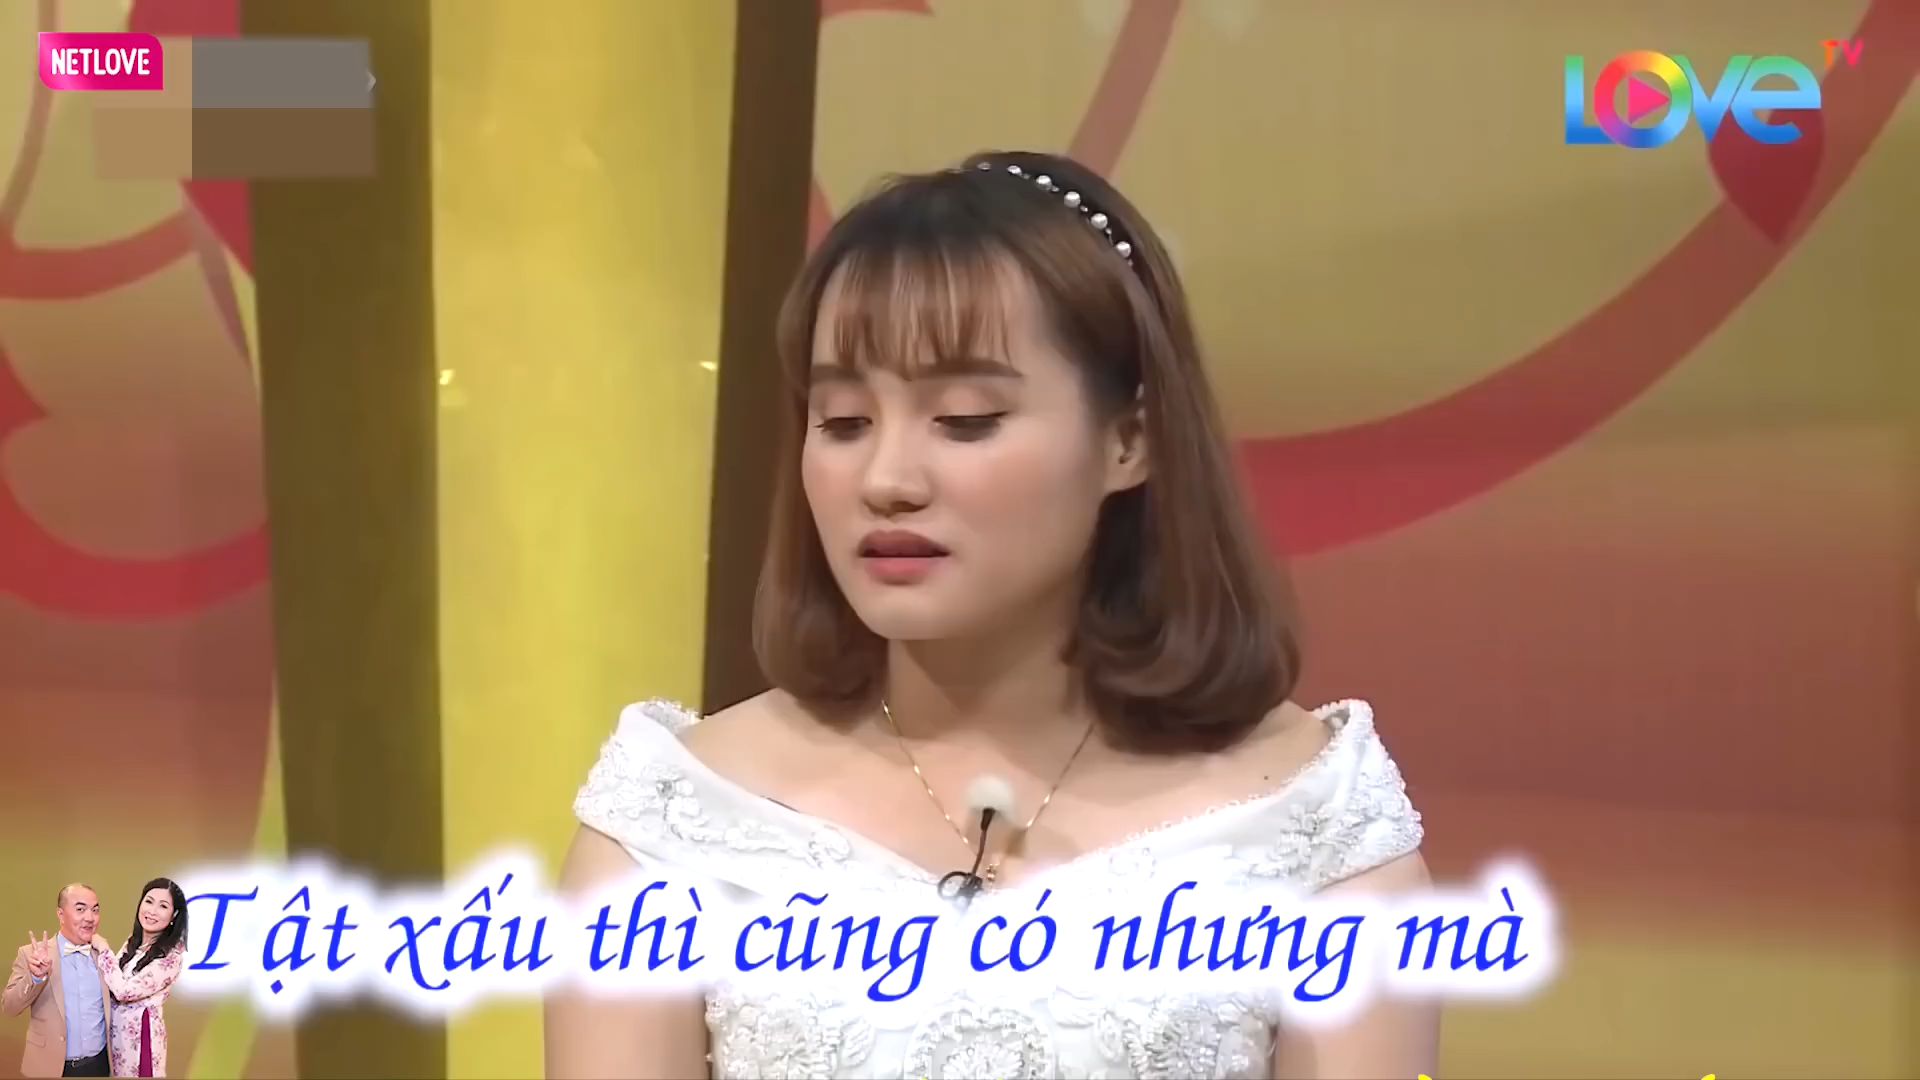 NETLOVE
LOVE TV
Tật xấu thì cũng có nhưng mà